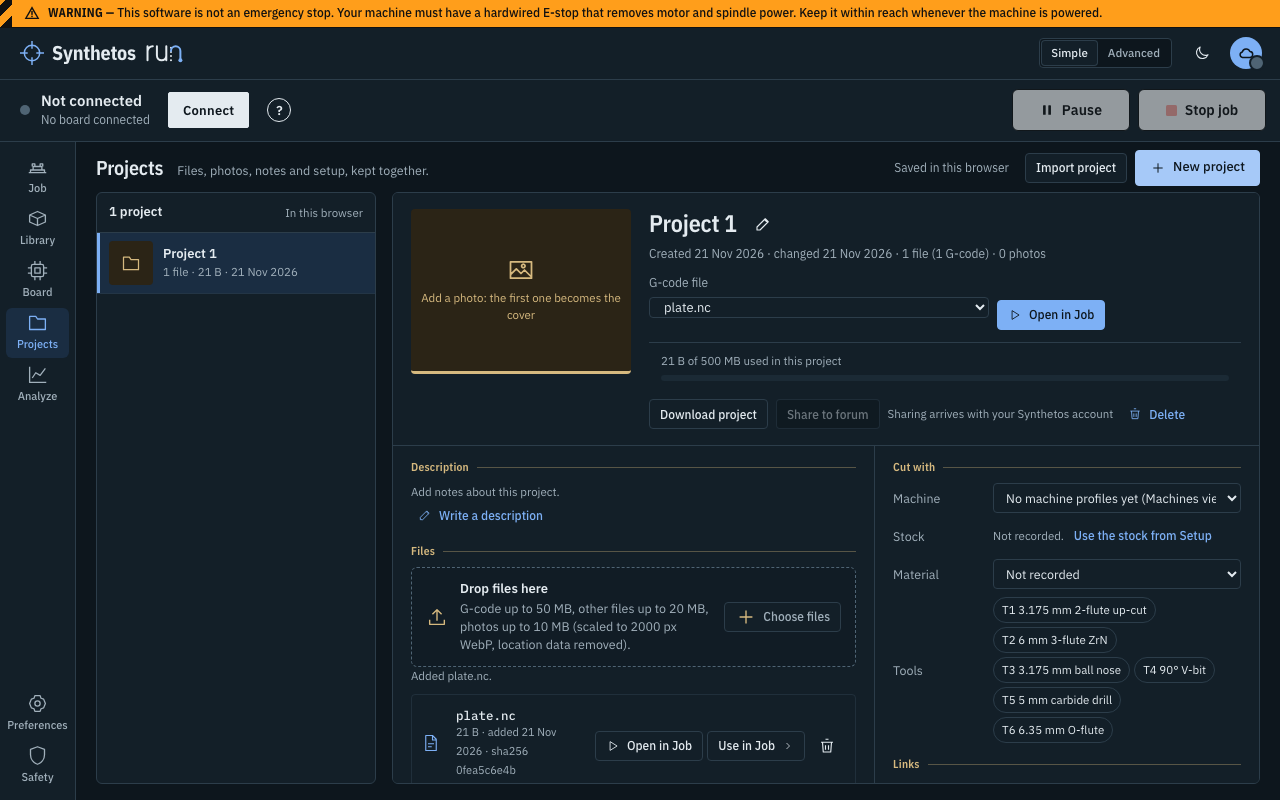 WARNING — This software is not an emergency stop. Your machine must have a hardwired E-stop that removes motor and spindle power. Keep it within reach whenever the machine is powered.
Synthetos run
Simple
Advanced
Not connected
No board connected
Connect
?
Pause
Stop job
Job
Library
Board
Projects
Analyze
Preferences
Safety
Projects
Files, photos, notes and setup, kept together.
Saved in this browser
Import project
New project
1 project
In this browser
Project 1
1 file · 21 B · 21 Nov 2026
Add a photo: the first one becomes the
cover
Project 1
Created 21 Nov 2026 · changed 21 Nov 2026 · 1 file (1 G-code) · 0 photos
G-code file
plate.nc
Open in Job
21 B of 500 MB used in this project
Download project
Share to forum
Sharing arrives with your Synthetos account
Delete
Description
Add notes about this project.
Write a description
Files
Drop files here
G-code up to 50 MB, other files up to 20 MB,
photos up to 10 MB (scaled to 2000 px
WebP, location data removed).
Choose files
Added plate.nc.
plate.nc
21 B · added 21 Nov
2026 · sha256
0fea5c6e4b
Open in Job
Use in Job
Cut with
Machine
No machine profiles yet (Machines vie
Stock
Not recorded.
Use the stock from Setup
Material
Not recorded
Tools
T1 3.175 mm 2-flute up-cut
T2 6 mm 3-flute ZrN
T3 3.175 mm ball nose
T4 90° V-bit
T5 5 mm carbide drill
T6 6.35 mm O-flute
Links